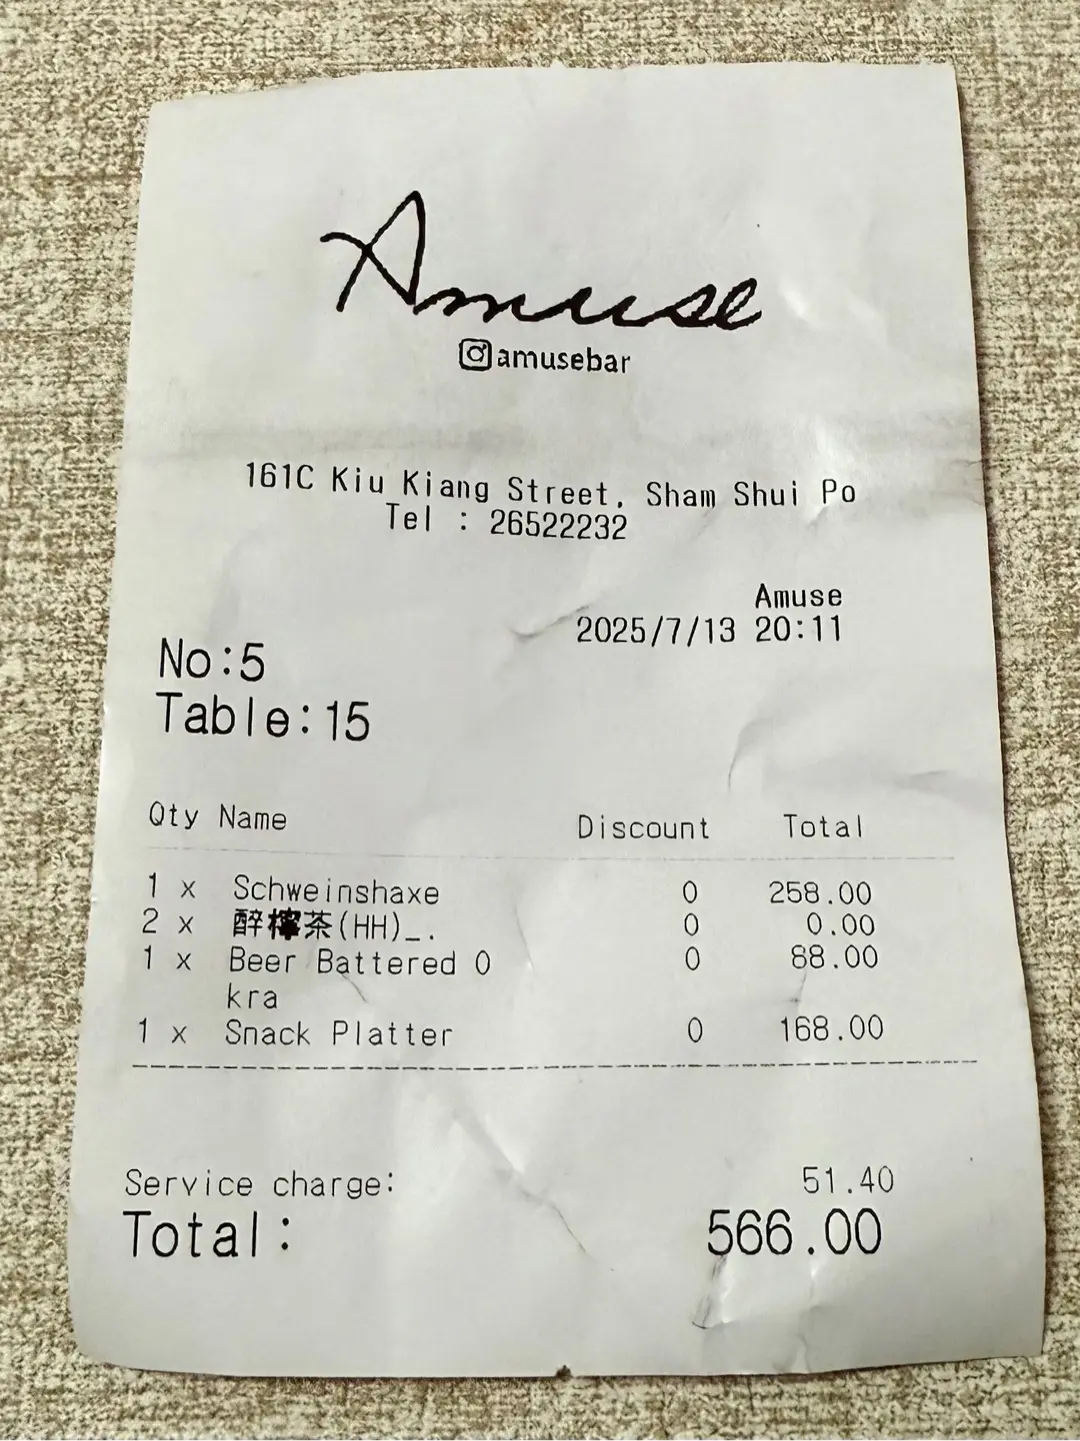 Amuse
amusebar
161C Kiu Kiang Street, Sham Shui Po
Tel : 26522232
Amuse
2025/7/13 20:11
No:5
Table:15
Qty Name Discount Total
1 x Schweinshaxe 0 258.00
2 x 醉檸茶(HH)_. 0 0.00
1 x Beer Battered O 0 88.00
kra
1 x Snack Platter 0 168.00
Service charge: 51.40
Total: 566.00